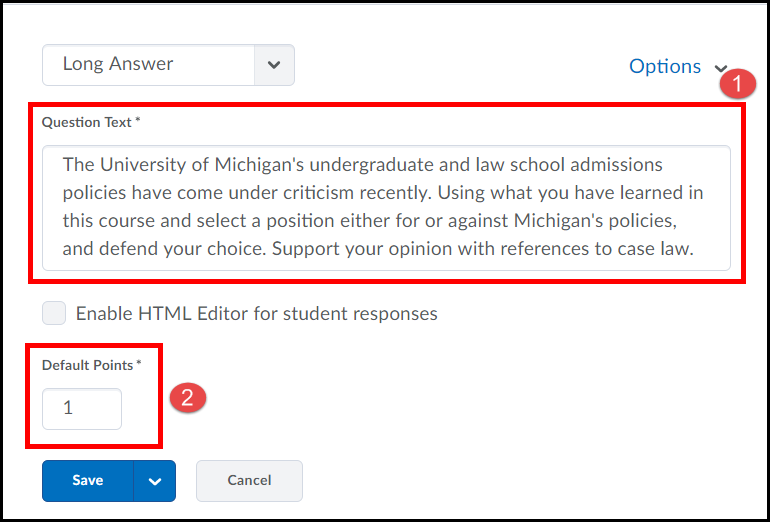 Long Answer
Options
1
Question Text *
The University of Michigan's undergraduate and law school admissions
policies have come under criticism recently. Using what you have learned in
this course and select a position either for or against Michigan's policies,
and defend your choice. Support your opinion with references to case law.
Enable HTML Editor for student responses
Default Points *
1
2
Save
Cancel